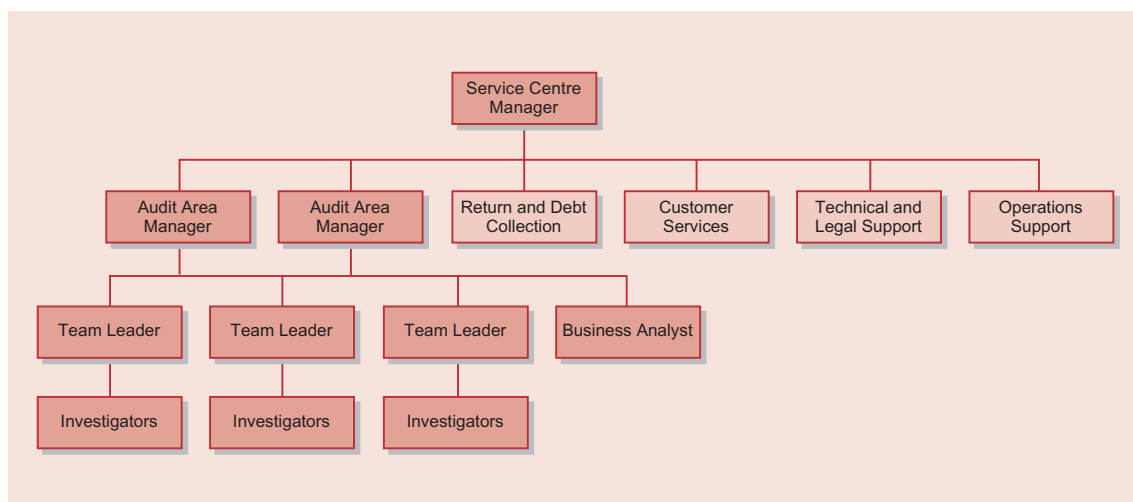 Service Centre
Manager
Audit Area
Manager
Audit Area
Manager
Return and Debt
Collection
Customer
Services
Technical and
Legal Support
Operations
Support
Team Leader
Team Leader
Team Leader
Business Analyst
Investigators
Investigators
Investigators